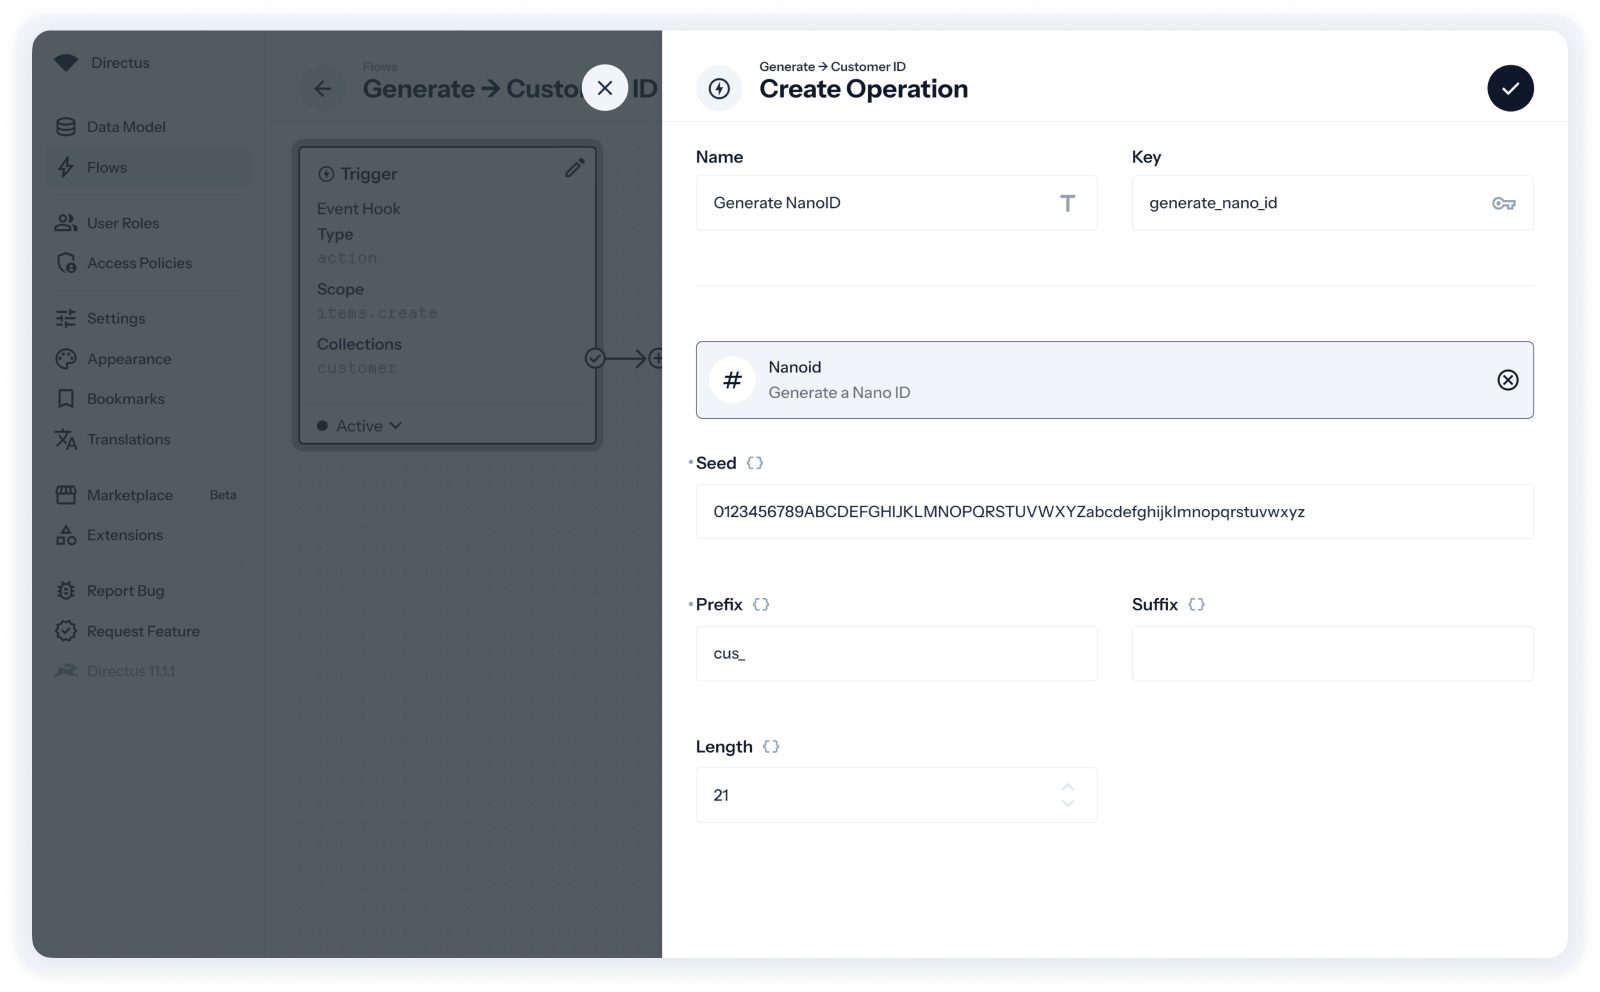 Directus
Data Model
Flows
User Roles
Access Policies
Settings
Appearance
Bookmarks
Translations
Marketplace Beta
Extensions
Report Bug
Request Feature
Directus 11.1.1
Flows
Generate → Custo ID
Trigger
Event Hook
Type
action
Scope
items.create
Collections
customer
Active
Generate → Customer ID
Create Operation
Name
Generate NanoID
Key
generate_nano_id
Nanoid
Generate a Nano ID
Seed {}
0123456789ABCDEFGHIJKLMNOPQRSTUVWXYZabcdefghijklmnopqrstuvwxyz
Prefix {}
cus_
Suffix {}
Length {}
21